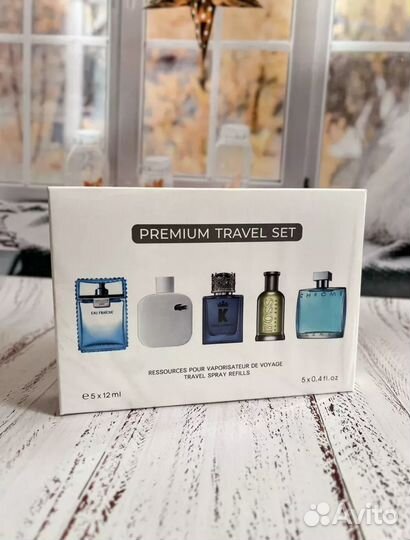 PREMIUM TRAVEL SET
EAU FRAÎCHE
K
BOSS
CHROME
RESSOURCES POUR VAPORISATEUR DE VOYAGE
TRAVEL SPRAY REFILLS
e 5 x 12 ml
5 x 0,4 fl.oz
Avito